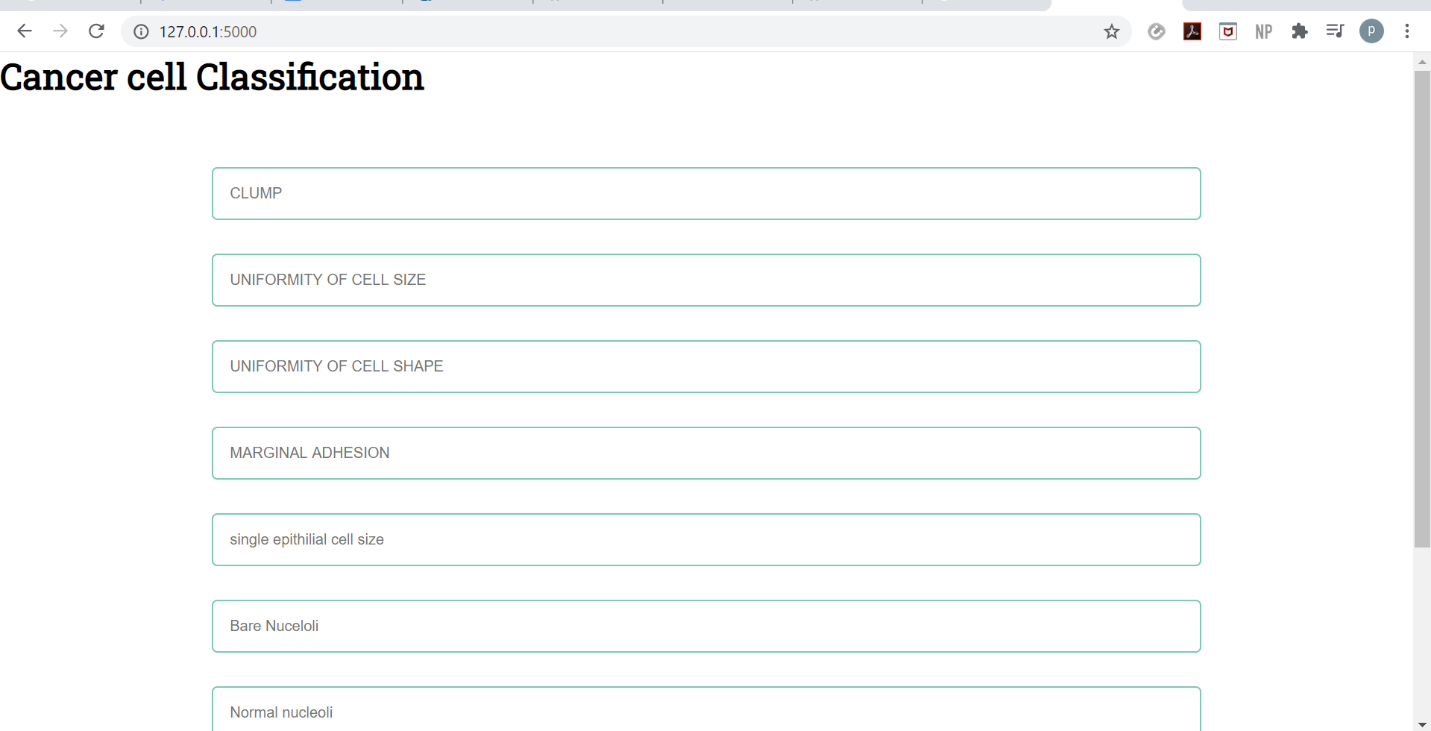 127.0.0.1:5000
NP
P
Cancer cell Classification
CLUMP
UNIFORMITY OF CELL SIZE
UNIFORMITY OF CELL SHAPE
MARGINAL ADHESION
single epithilial cell size
Bare Nuceloli
Normal nucleoli